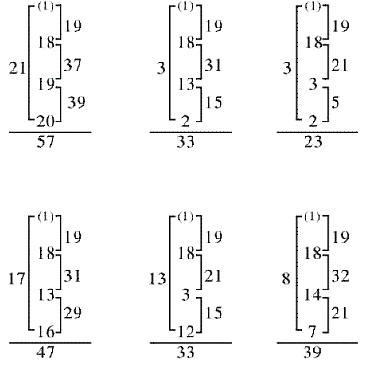 (1) (1) (1)
19 19 19
18 18 18
21 37 3 31 3 21
19 13 3
39 15 5
20 2 2
57 33 23
(1) (1) (1)
19 19 19
18 18 18
17 31 13 21 8 32
13 3 14
29 15 21
16 12 7
47 33 39